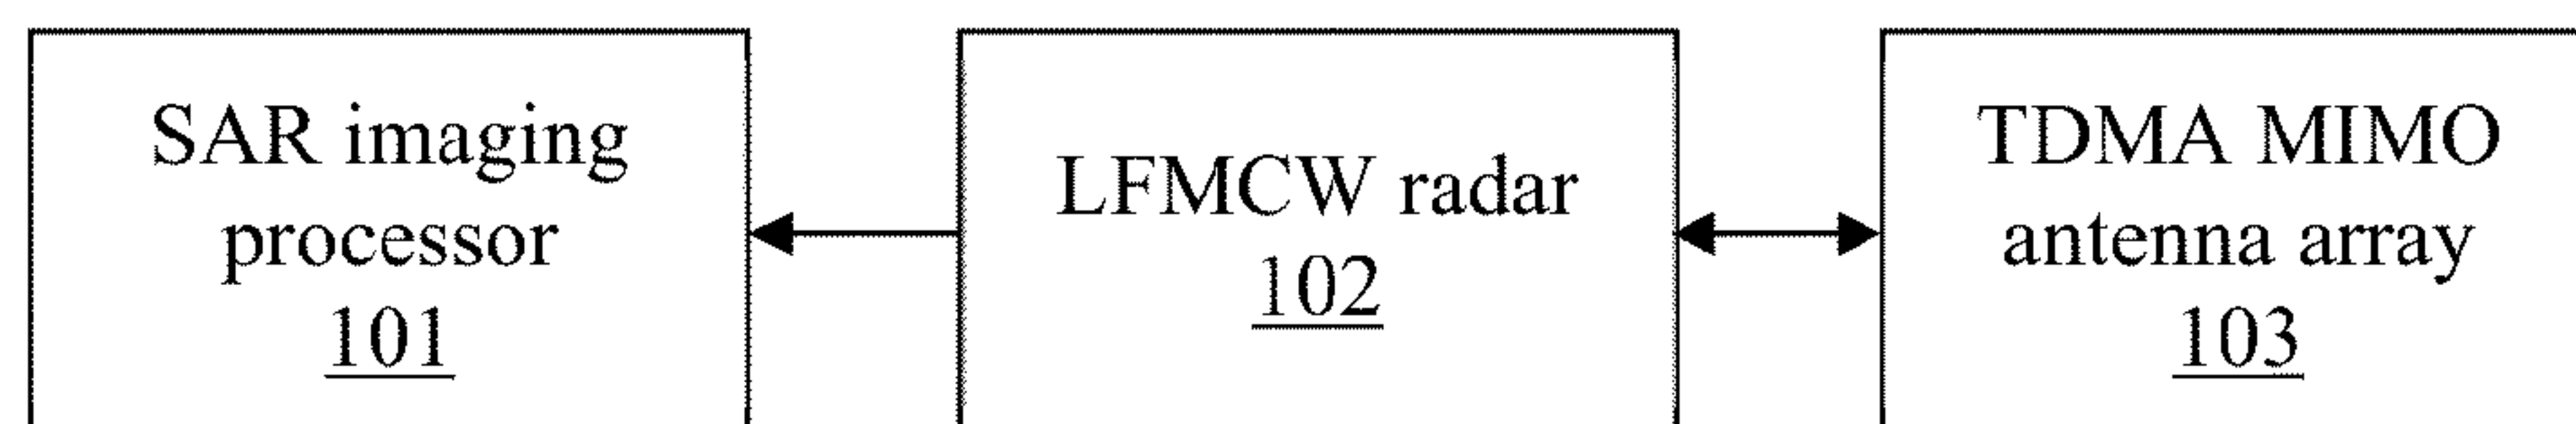 SAR imaging
processor
101
LFMCW radar
102
TDMA MIMO
antenna array
103